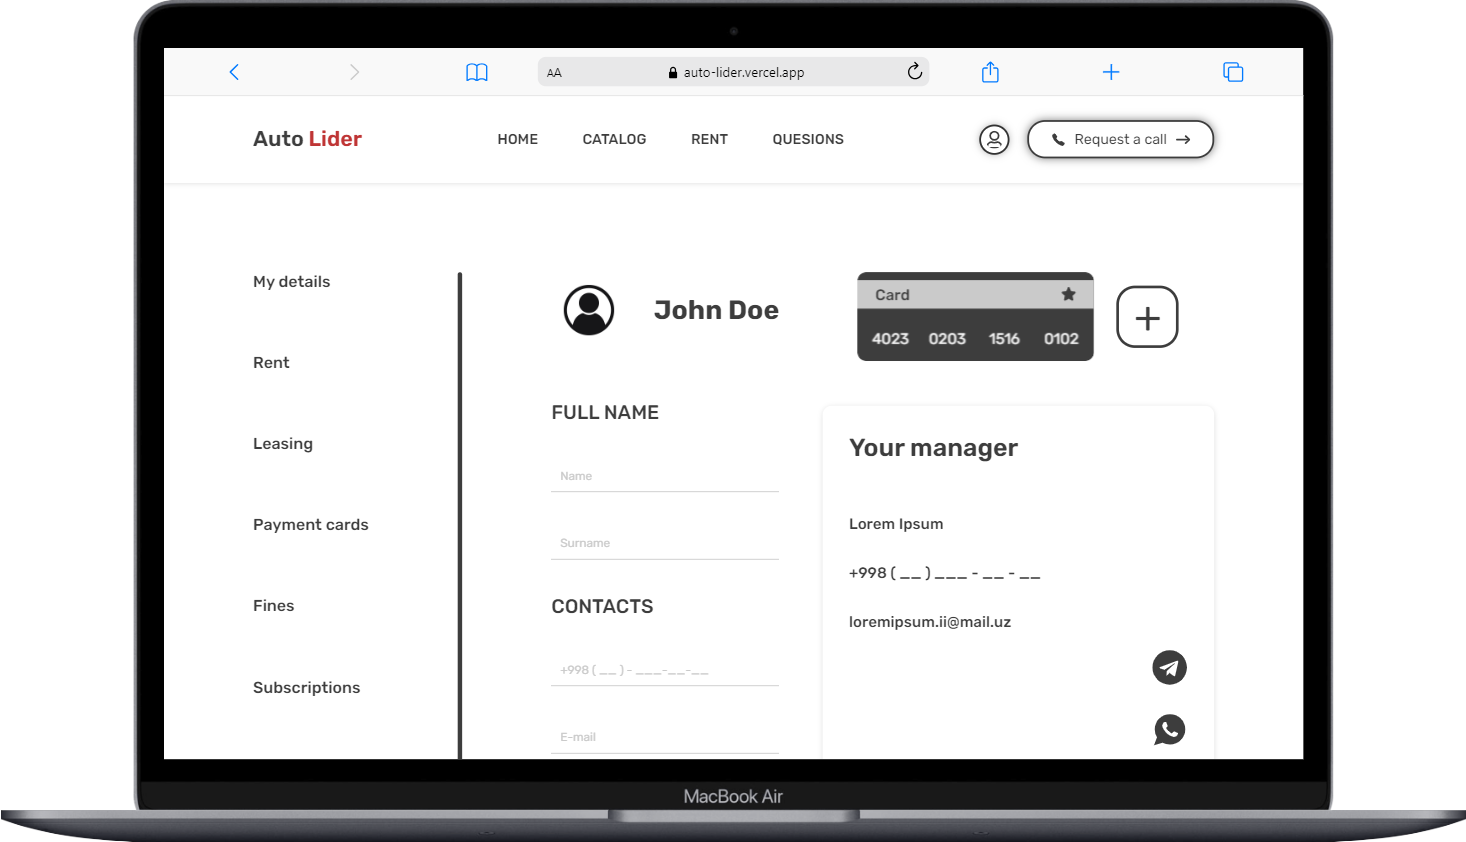 AA auto-lider.vercel.app
Auto Lider HOME CATALOG RENT QUESIONS Request a call
My details
Rent
Leasing
Payment cards
Fines
Subscriptions
John Doe
Card
4023 0203 1516 0102
FULL NAME
Name
Surname
CONTACTS
+998 ( __ ) - ___-__-__
E-mail
Your manager
Lorem Ipsum
+998 ( __ ) ___ - __ - __
loremipsum.ii@mail.uz
MacBook Air